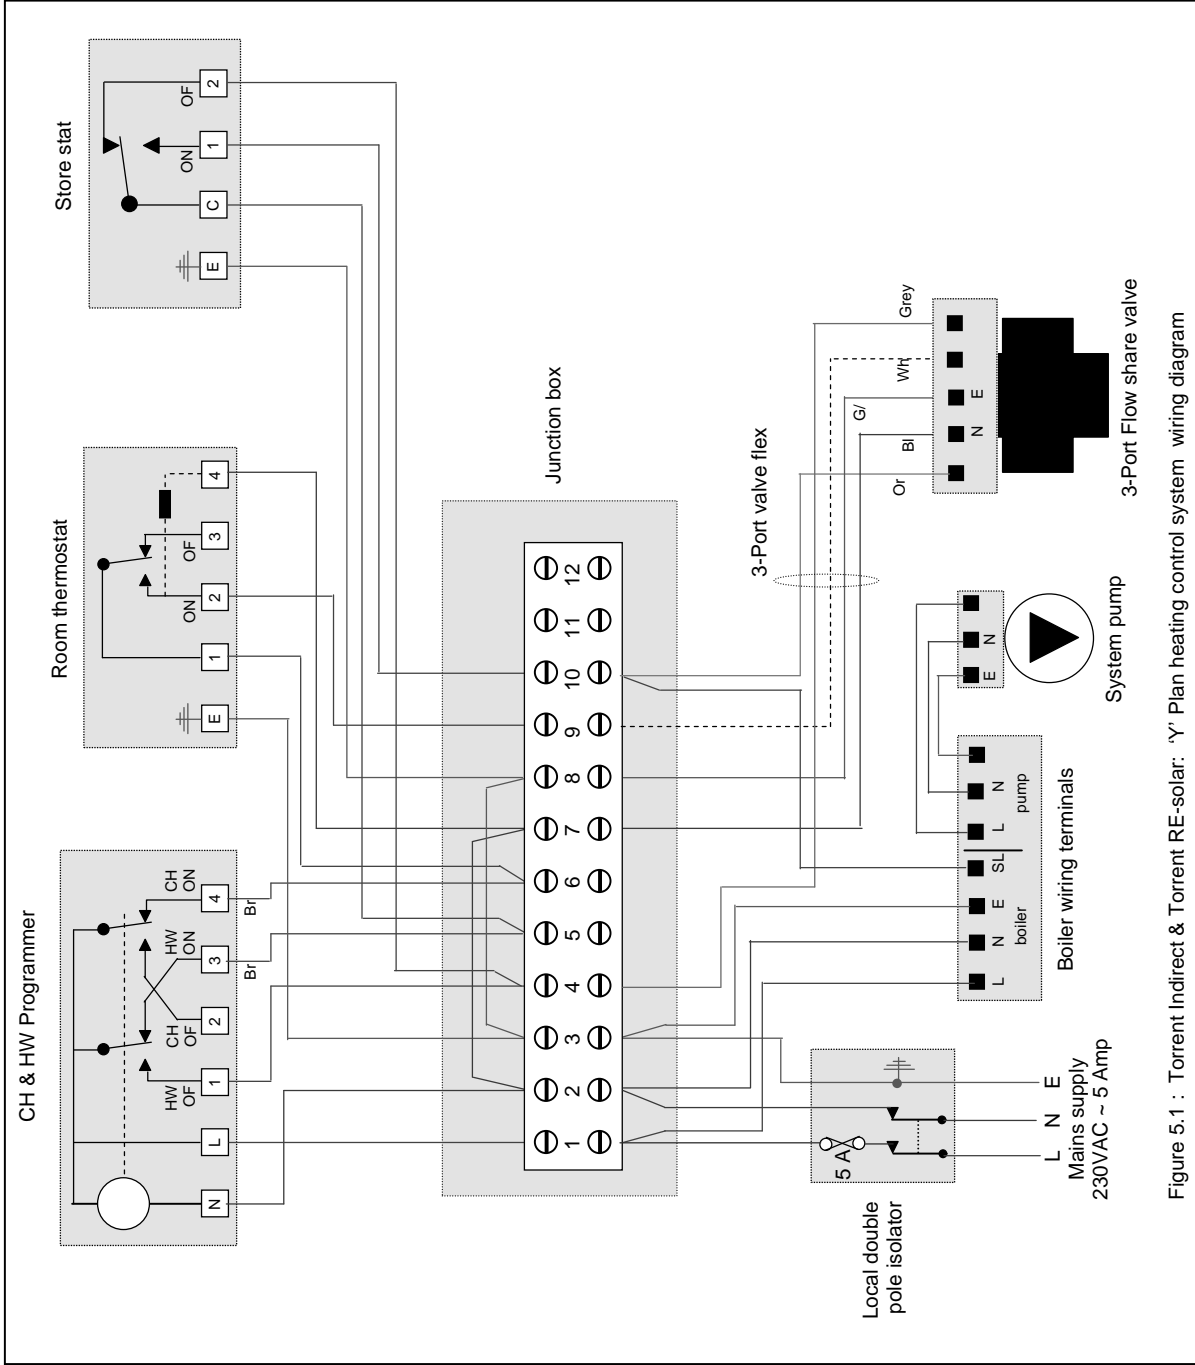 CH & HW Programmer
N
L
HW
OF
1
CH
OF
2
HW
ON
3
CH
ON
4
Br
Br
Room thermostat
E
1
ON
2
OF
3
4
Store stat
E
C
ON
1
OF
2
Junction box
1
2
3
4
5
6
7
8
9
10
11
12
Local double
pole isolator
5 A
L
N
E
Mains supply
230VAC ~ 5 Amp
Boiler wiring terminals
L
N
E
SL
boiler
L
N
pump
System pump
E
N
3-Port valve flex
Or
Bl
G/
Wh
Grey
N
E
3-Port Flow share valve
Figure 5.1 : Torrent Indirect & Torrent RE-solar: ‘Y’ Plan heating control system wiring diagram